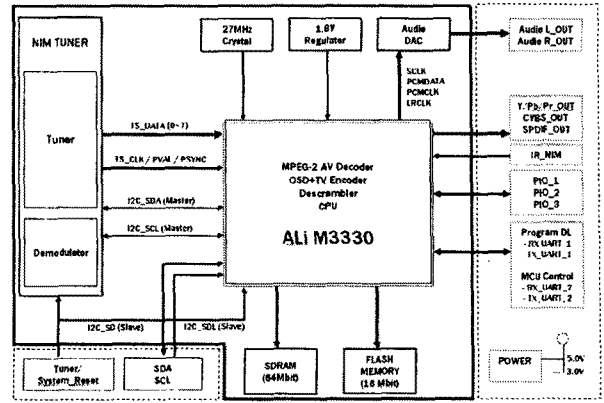 NIM TUNER
Tuner
Demodulator
27MHz
Crystal
1.8V
Regulator
Audio
DAC
SCLK
PCMDATA
PCMCLK
LRCLK
Audio L_OUT
Audio R_OUT
Y/Pb/Pr_OUT
CVBS_OUT
SPDIF_OUT
IR_NIM
PIO_1
PIO_2
PIO_3
Program DL
- RX_UART_1
- TX_UART_1
MCU Control
- RX_UART_2
- TX_UART_2
POWER
5.0V
3.0V
TS_DATA (0~7)
TS_CLK / PVAL / PSYNC
I2C_SDA (Master)
I2C_SCL (Master)
MPEG-2 AV Decoder
OSD+TV Encoder
Descrambler
CPU
ALi M3330
I2C_SD (Slave)
I2C_SDL (Slave)
Tuner/
System_Reset
SDA
SCL
SDRAM
(64Mbit)
FLASH
MEMORY
(16 Mbit)